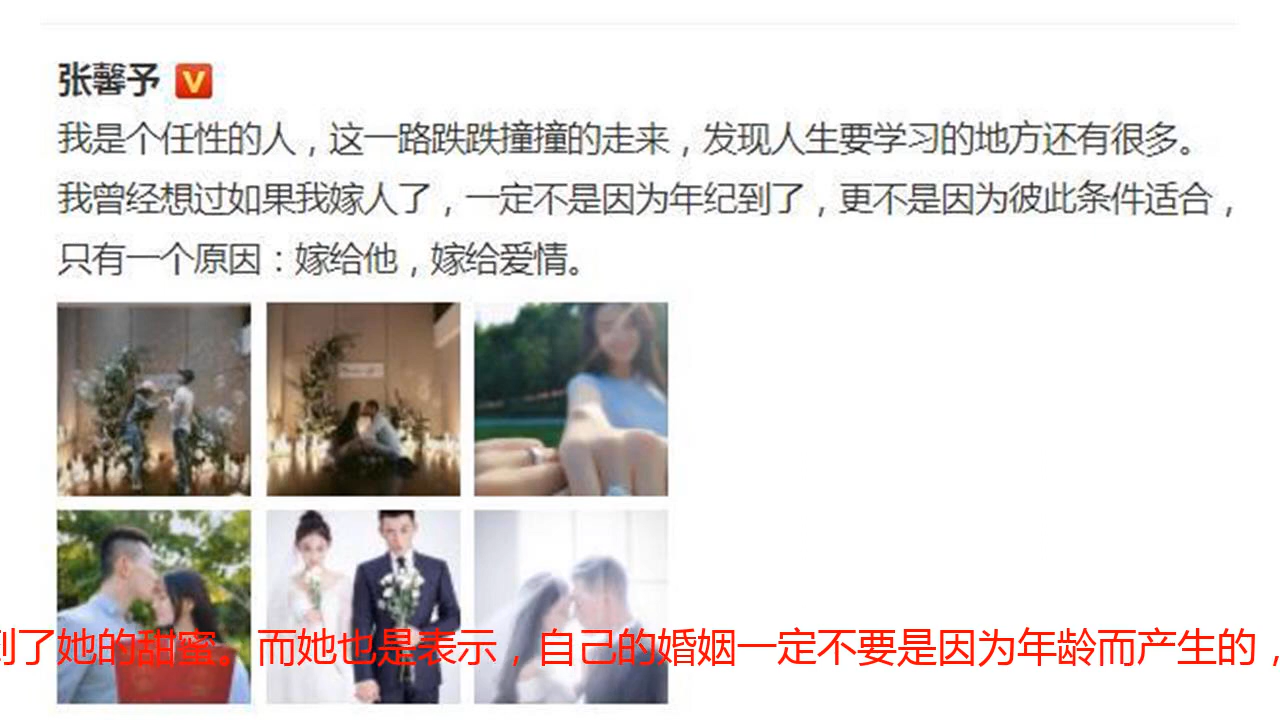 张馨予 V
我是个任性的人，这一路跌跌撞撞的走来，发现人生要学习的地方还有很多。
我曾经想过如果我嫁人了，一定不是因为年纪到了，更不是因为彼此条件适合，
只有一个原因：嫁给他，嫁给爱情。
到了她的甜蜜。而她也是表示，自己的婚姻一定不要是因为年龄而产生的，